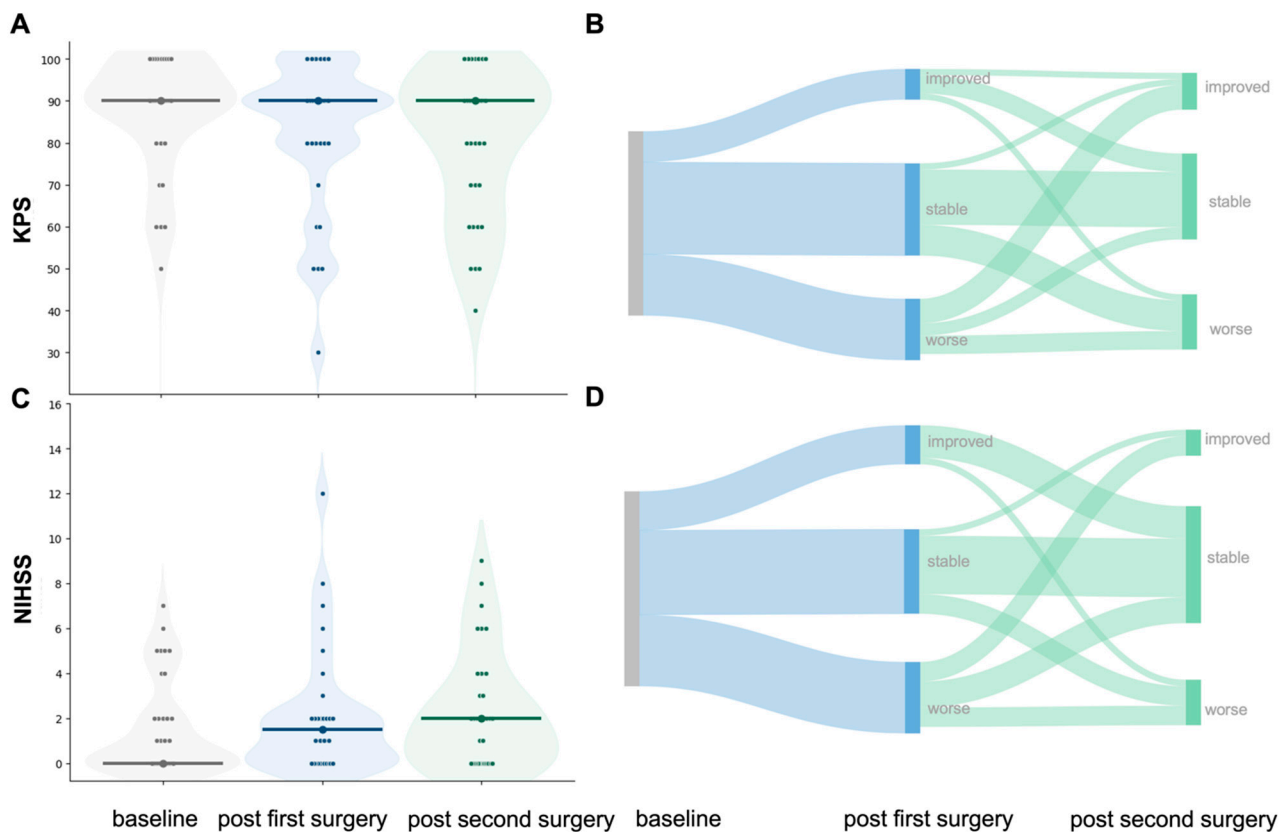 A
B
KPS
100
90
80
70
60
50
40
30
improved
stable
worse
improved
stable
worse
C
D
NIHSS
16
14
12
10
8
6
4
2
0
improved
stable
worse
improved
stable
worse
baseline post first surgery post second surgery
baseline post first surgery post second surgery